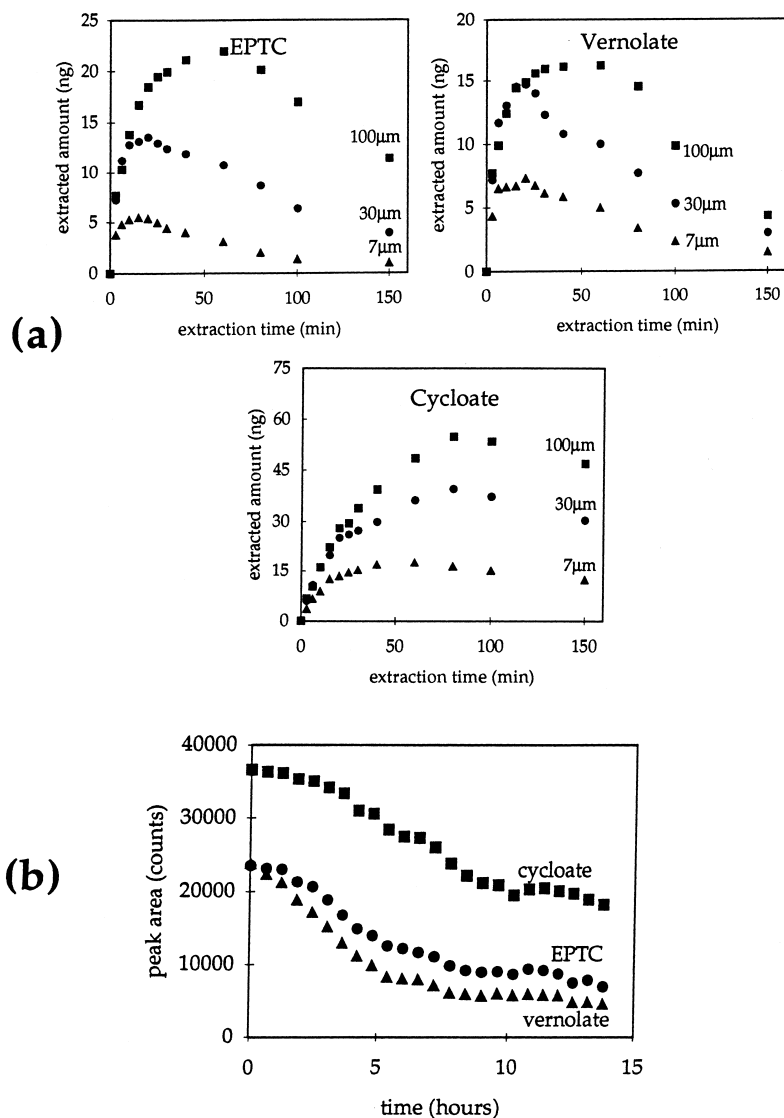 EPTC
extracted amount (ng)
25
20
15
10
5
0
100µm
30µm
7µm
0 50 100 150
extraction time (min)
Vernolate
extracted amount (ng)
20
15
10
5
0
100µm
30µm
7µm
0 50 100 150
extraction time (min)
(a)
Cycloate
extracted amount (ng)
75
60
45
30
15
0
100µm
30µm
7µm
0 50 100 150
extraction time (min)
(b)
peak area (counts)
40000
30000
20000
10000
0
cycloate
EPTC
vernolate
0 5 10 15
time (hours)